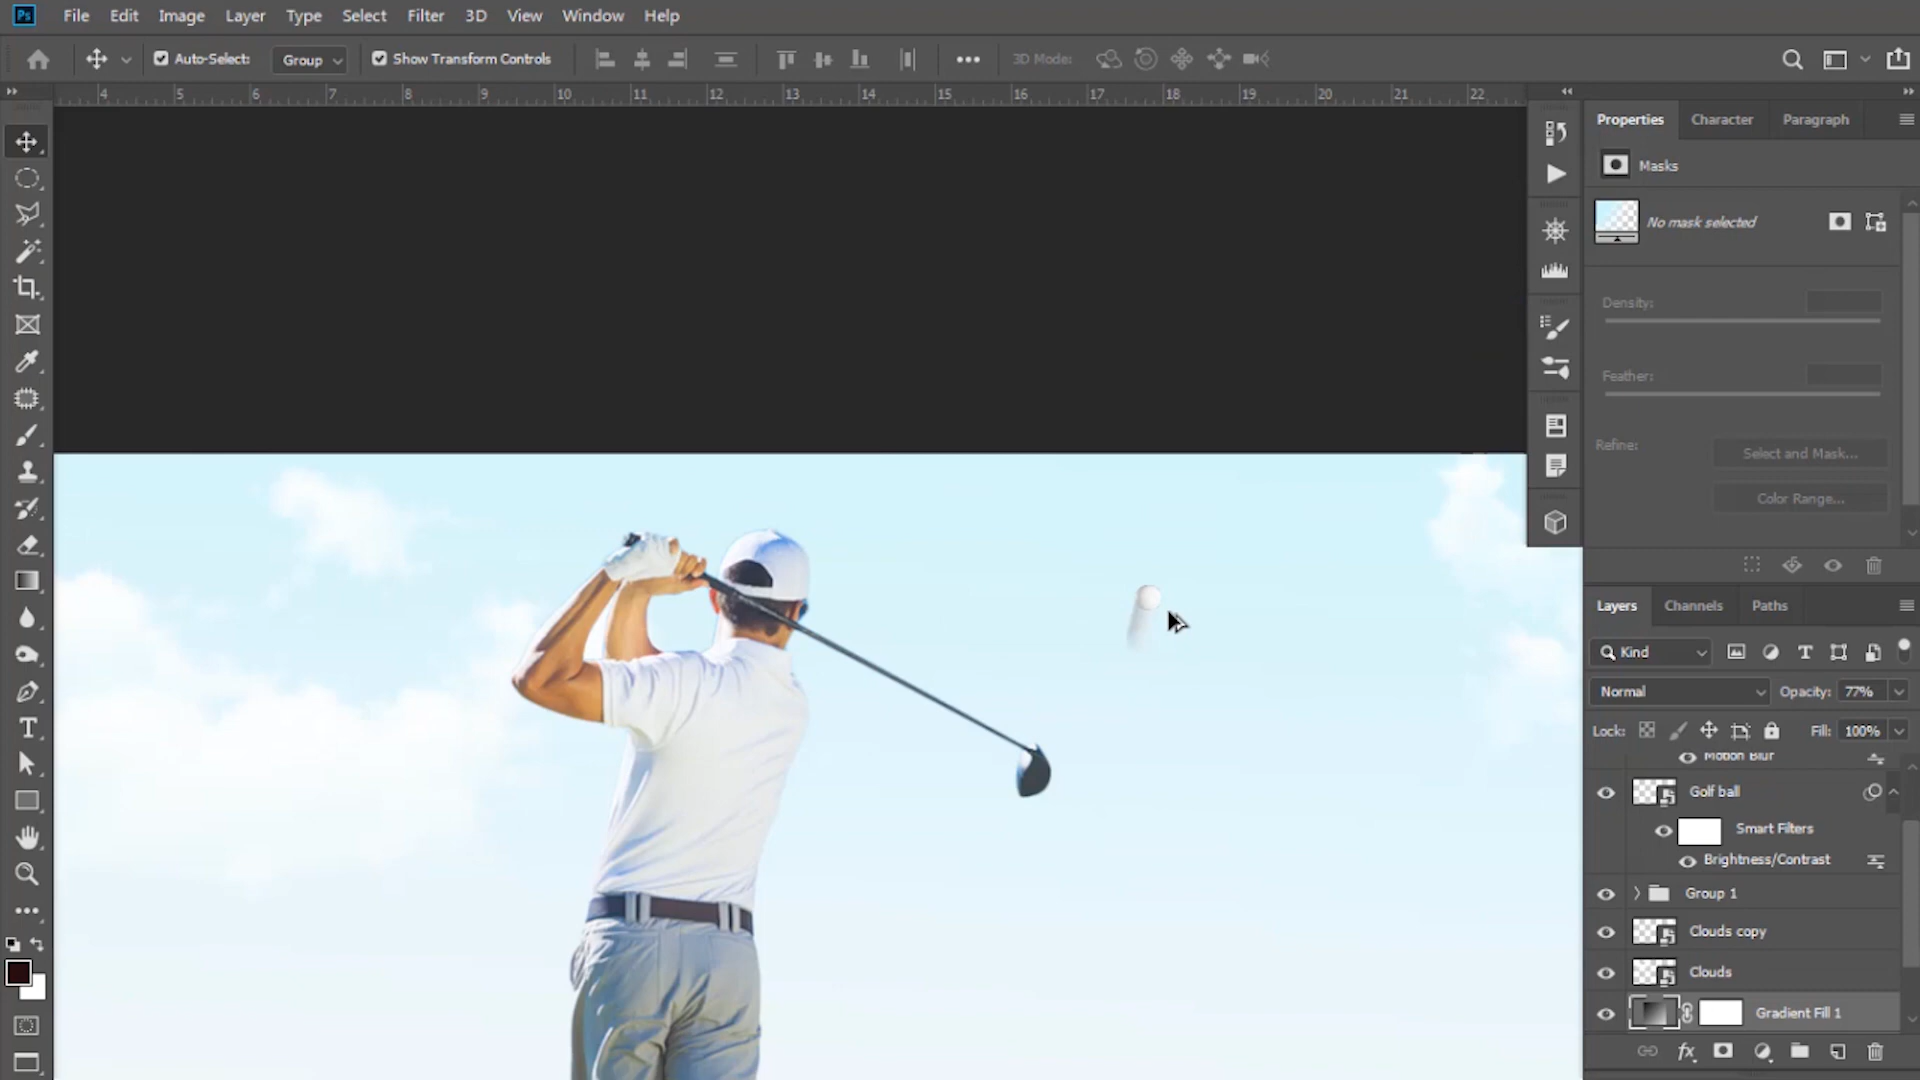 Ps File Edit Image Layer Type Select Filter 3D View Window Help
Auto-Select: Group Show Transform Controls 3D Mode:
4 5 6 7 8 9 10 11 12 13 14 15 16 17 18 19 20 21 22
Properties Character Paragraph
Masks
No mask selected
Density:
Feather:
Refine: Select and Mask...
Color Range...
Layers Channels Paths
Kind
Normal Opacity: 77%
Lock: Fill: 100%
Motion Blur
Golf ball
Smart Filters
Brightness/Contrast
Group 1
Clouds copy
Clouds
Gradient Fill 1
fx